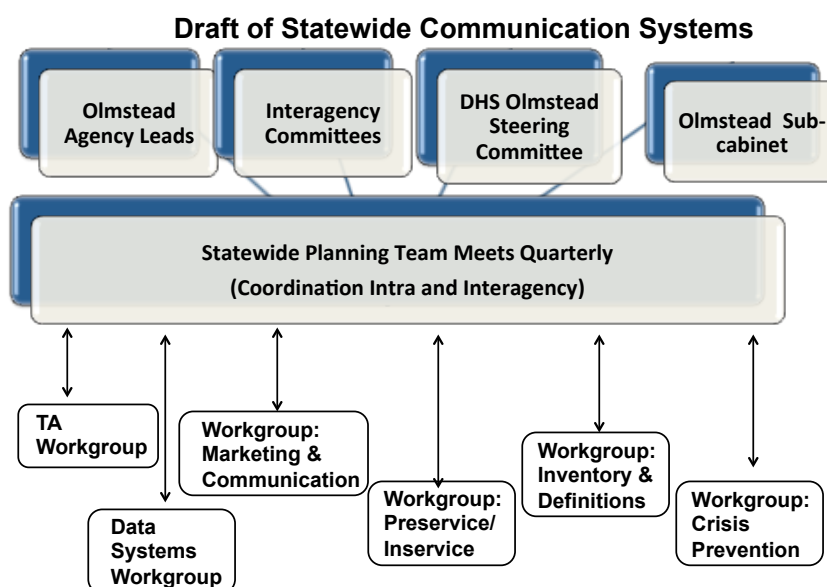 Draft of Statewide Communication Systems
Olmstead
Agency Leads
Interagency
Committees
DHS Olmstead
Steering
Committee
Olmstead Sub-
cabinet
Statewide Planning Team Meets Quarterly
(Coordination Intra and Interagency)
TA
Workgroup
Data
Systems
Workgroup
Workgroup:
Marketing &
Communication
Workgroup:
Preservice/
Inservice
Workgroup:
Inventory &
Definitions
Workgroup:
Crisis
Prevention